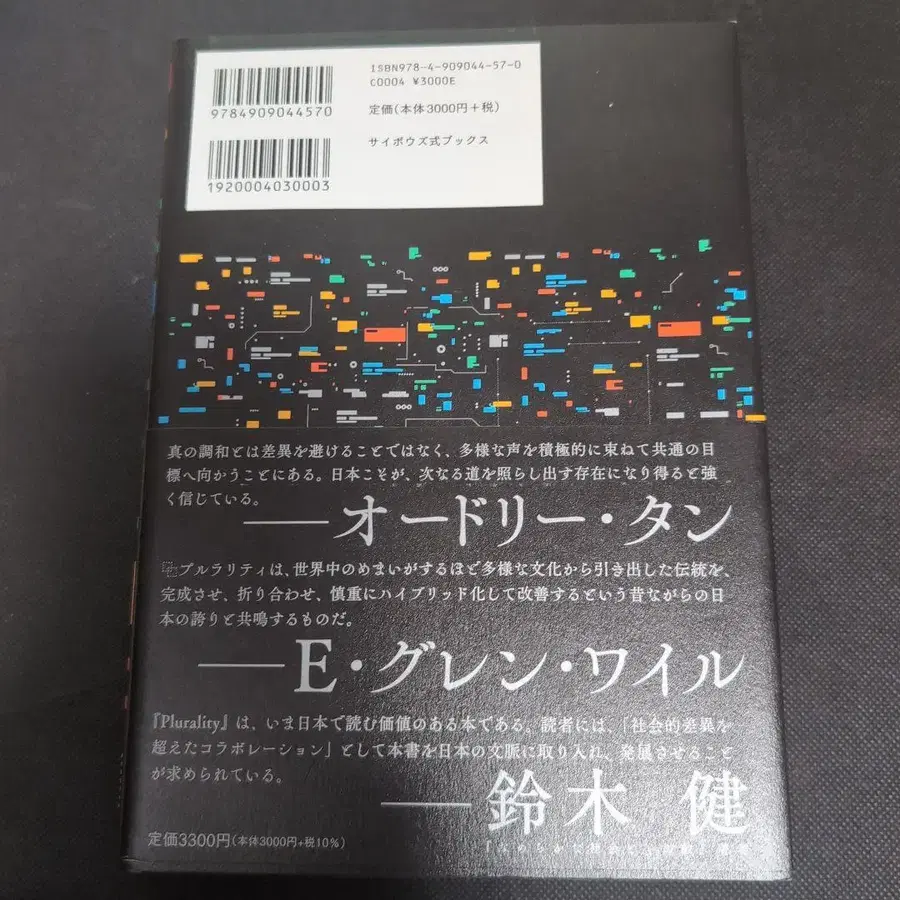 ISBN978-4-909044-57-0
C0004 ¥3000E
9784909044570
定価(本体3000円+税)
サイボウズ式ブックス
1920004030003
真の調和とは差異を避けることではなく、多様な声を積極的に束ねて共通の目
標へ向かうことにある。日本こそが、次なる道を照らし出す存在になり得ると強
く信じている。
——オードリー・タン
プルラリティは、世界中のめまいがするほど多様な文化から引き出した伝統を、
完成させ、折り合わせ、慎重にハイブリッド化して改善するという昔ながらの日
本の誇りと共鳴するものだ。
——E・グレン・ワイル
『Plurality』は、いま日本で読む価値のある本である。読者には、「社会的差異を
超えたコラボレーション」として本書を日本の文脈に取り入れ、発展させること
が求められている。
——鈴木 健
定価3300円(本体3000円+税10%)